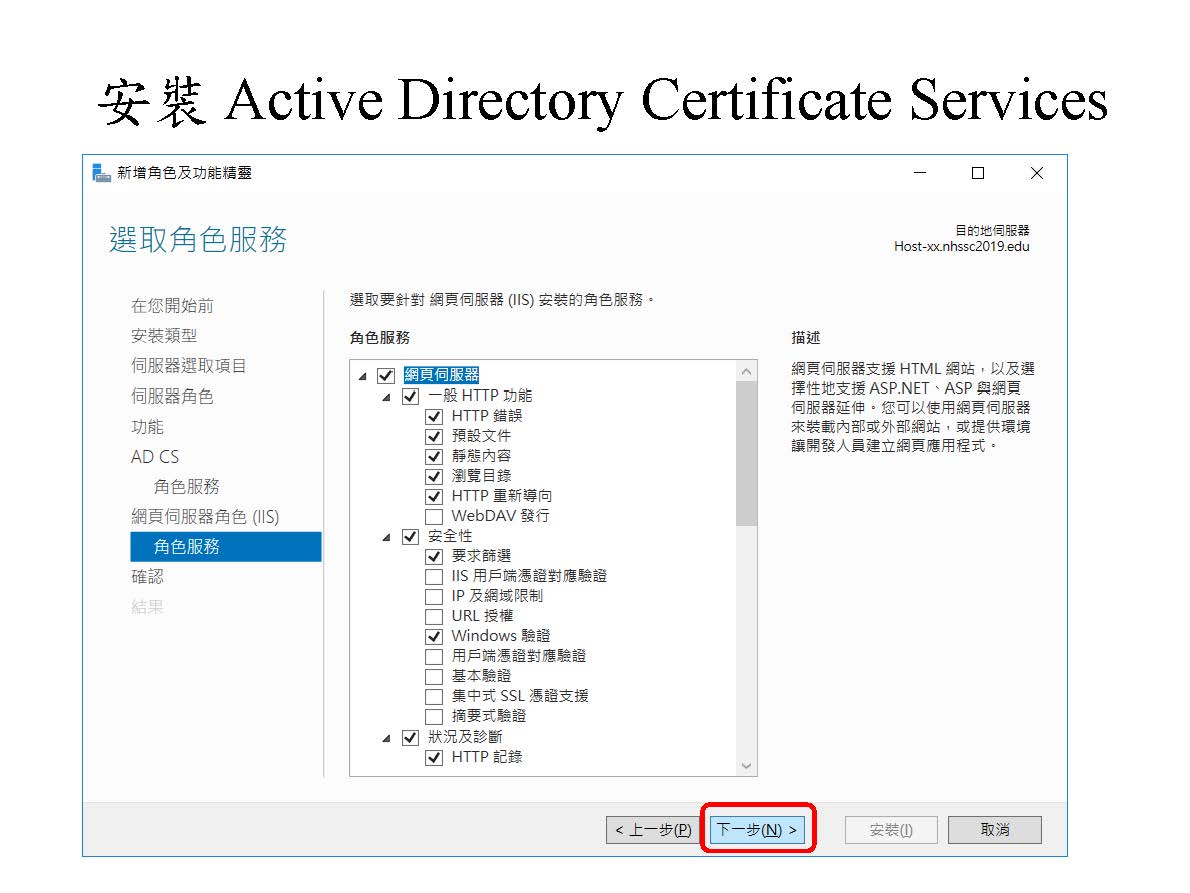 安裝 Active Directory Certificate Services
新增角色及功能精靈
選取角色服務
目的地伺服器
Host-xx.nhssc2019.edu
在您開始前
安裝類型
伺服器選取項目
伺服器角色
功能
AD CS
角色服務
網頁伺服器角色 (IIS)
角色服務
確認
結果
選取要針對 網頁伺服器 (IIS) 安裝的角色服務。
角色服務
網頁伺服器
一般 HTTP 功能
HTTP 錯誤
預設文件
靜態內容
瀏覽目錄
HTTP 重新導向
WebDAV 發行
安全性
要求篩選
IIS 用戶端憑證對應驗證
IP 及網域限制
URL 授權
Windows 驗證
用戶端憑證對應驗證
基本驗證
集中式 SSL 憑證支援
摘要式驗證
狀況及診斷
HTTP 記錄
描述
網頁伺服器支援 HTML 網站，以及選
擇性地支援 ASP.NET、ASP 與網頁
伺服器延伸。您可以使用網頁伺服器
來裝載內部或外部網站，或提供環境
讓開發人員建立網頁應用程式。
< 上一步(P)
下一步(N) >
安裝(I)
取消